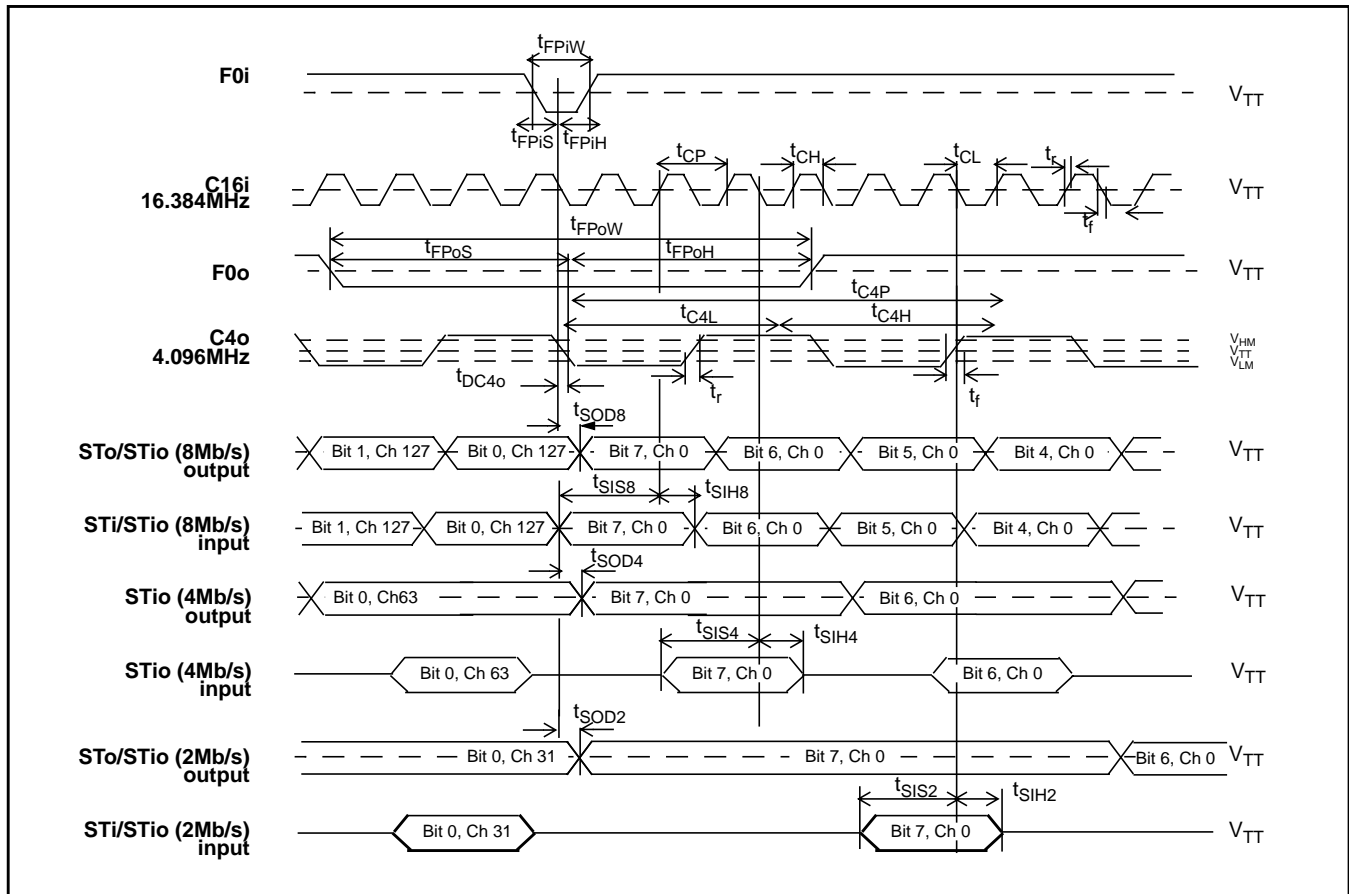 tFPiW
F0i
VTT
tFPiS tFPiH
tCP tCH tCL tr
C16i
16.384MHz
VTT
tf
tFPoW
tFPoS tFPoH
F0o
VTT
tC4P
tC4L tC4H
C4o
4.096MHz
VHM
VTT
VLM
tDC4o
tr
tf
tSOD8
STo/STio (8Mb/s)
output
Bit 1, Ch 127 Bit 0, Ch 127 Bit 7, Ch 0 Bit 6, Ch 0 Bit 5, Ch 0 Bit 4, Ch 0
VTT
tSIS8 tSIH8
STi/STio (8Mb/s)
input
Bit 1, Ch 127 Bit 0, Ch 127 Bit 7, Ch 0 Bit 6, Ch 0 Bit 5, Ch 0 Bit 4, Ch 0
VTT
tSOD4
STio (4Mb/s)
output
Bit 0, Ch63 Bit 7, Ch 0 Bit 6, Ch 0
VTT
tSIS4 tSIH4
STio (4Mb/s)
input
Bit 0, Ch 63 Bit 7, Ch 0 Bit 6, Ch 0
VTT
tSOD2
STo/STio (2Mb/s)
output
Bit 0, Ch 31 Bit 7, Ch 0 Bit 6, Ch 0
VTT
tSIS2 tSIH2
STi/STio (2Mb/s)
input
Bit 0, Ch 31 Bit 7, Ch 0
VTT